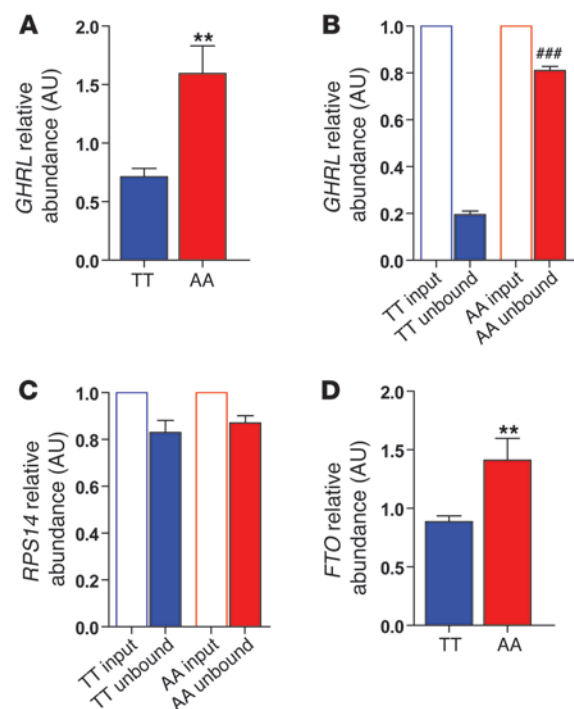 A
GHRL relative
abundance (AU)
2.0
1.5
1.0
0.5
0.0
**
TT
AA
B
GHRL relative
abundance (AU)
1.0
0.8
0.6
0.4
0.2
0.0
###
TT input
TT unbound
AA input
AA unbound
C
RPS14 relative
abundance (AU)
1.0
0.8
0.6
0.4
0.2
0.0
TT input
TT unbound
AA input
AA unbound
D
FTO relative
abundance (AU)
2.0
1.5
1.0
0.5
0.0
**
TT
AA